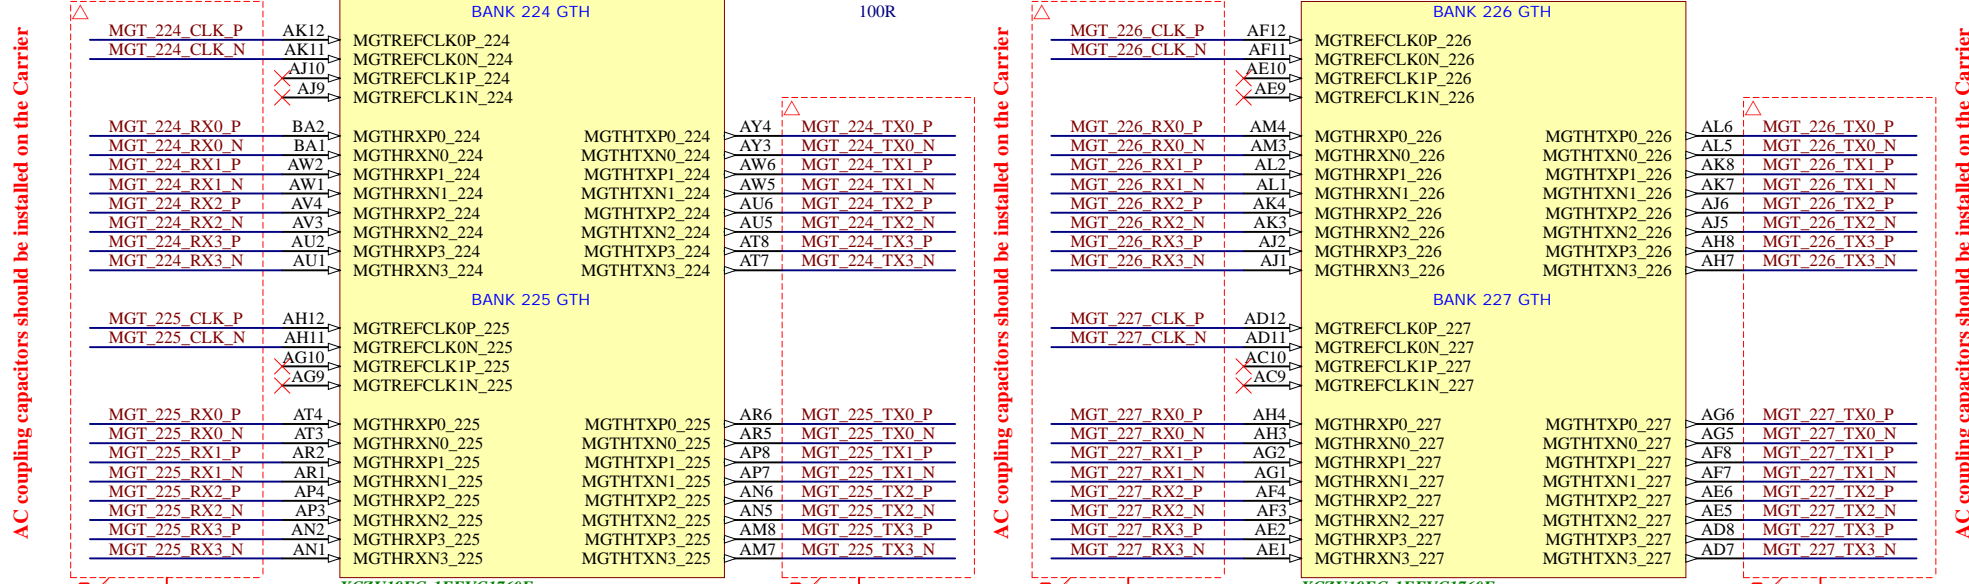 AC coupling capacitors should be installed on the Carrier
BANK 224 GTH
MGT_224_CLK_P AK12 MGTREFCLK0P_224
MGT_224_CLK_N AK11 MGTREFCLK0N_224
AJ10 MGTREFCLK1P_224
AJ9 MGTREFCLK1N_224
MGT_224_RX0_P BA2 MGTHRXP0_224 MGTHTXP0_224 AY4 MGT_224_TX0_P
MGT_224_RX0_N BA1 MGTHRXN0_224 MGTHTXN0_224 AY3 MGT_224_TX0_N
MGT_224_RX1_P AW2 MGTHRXP1_224 MGTHTXP1_224 AW6 MGT_224_TX1_P
MGT_224_RX1_N AW1 MGTHRXN1_224 MGTHTXN1_224 AW5 MGT_224_TX1_N
MGT_224_RX2_P AV4 MGTHRXP2_224 MGTHTXP2_224 AU6 MGT_224_TX2_P
MGT_224_RX2_N AV3 MGTHRXN2_224 MGTHTXN2_224 AU5 MGT_224_TX2_N
MGT_224_RX3_P AU2 MGTHRXP3_224 MGTHTXP3_224 AT8 MGT_224_TX3_P
MGT_224_RX3_N AU1 MGTHRXN3_224 MGTHTXN3_224 AT7 MGT_224_TX3_N
BANK 225 GTH
MGT_225_CLK_P AH12 MGTREFCLK0P_225
MGT_225_CLK_N AH11 MGTREFCLK0N_225
AG10 MGTREFCLK1P_225
AG9 MGTREFCLK1N_225
MGT_225_RX0_P AT4 MGTHRXP0_225 MGTHTXP0_225 AR6 MGT_225_TX0_P
MGT_225_RX0_N AT3 MGTHRXN0_225 MGTHTXN0_225 AR5 MGT_225_TX0_N
MGT_225_RX1_P AR2 MGTHRXP1_225 MGTHTXP1_225 AP8 MGT_225_TX1_P
MGT_225_RX1_N AR1 MGTHRXN1_225 MGTHTXN1_225 AP7 MGT_225_TX1_N
MGT_225_RX2_P AP4 MGTHRXP2_225 MGTHTXP2_225 AN6 MGT_225_TX2_P
MGT_225_RX2_N AP3 MGTHRXN2_225 MGTHTXN2_225 AN5 MGT_225_TX2_N
MGT_225_RX3_P AN2 MGTHRXP3_225 MGTHTXP3_225 AM8 MGT_225_TX3_P
MGT_225_RX3_N AN1 MGTHRXN3_225 MGTHTXN3_225 AM7 MGT_225_TX3_N
100R
AC coupling capacitors should be installed on the Carrier
BANK 226 GTH
MGT_226_CLK_P AF12 MGTREFCLK0P_226
MGT_226_CLK_N AF11 MGTREFCLK0N_226
AE10 MGTREFCLK1P_226
AE9 MGTREFCLK1N_226
MGT_226_RX0_P AM4 MGTHRXP0_226 MGTHTXP0_226 AL6 MGT_226_TX0_P
MGT_226_RX0_N AM3 MGTHRXN0_226 MGTHTXN0_226 AL5 MGT_226_TX0_N
MGT_226_RX1_P AL2 MGTHRXP1_226 MGTHTXP1_226 AK8 MGT_226_TX1_P
MGT_226_RX1_N AL1 MGTHRXN1_226 MGTHTXN1_226 AK7 MGT_226_TX1_N
MGT_226_RX2_P AK4 MGTHRXP2_226 MGTHTXP2_226 AJ6 MGT_226_TX2_P
MGT_226_RX2_N AK3 MGTHRXN2_226 MGTHTXN2_226 AJ5 MGT_226_TX2_N
MGT_226_RX3_P AJ2 MGTHRXP3_226 MGTHTXP3_226 AH8 MGT_226_TX3_P
MGT_226_RX3_N AJ1 MGTHRXN3_226 MGTHTXN3_226 AH7 MGT_226_TX3_N
BANK 227 GTH
MGT_227_CLK_P AD12 MGTREFCLK0P_227
MGT_227_CLK_N AD11 MGTREFCLK0N_227
AC10 MGTREFCLK1P_227
AC9 MGTREFCLK1N_227
MGT_227_RX0_P AH4 MGTHRXP0_227 MGTHTXP0_227 AG6 MGT_227_TX0_P
MGT_227_RX0_N AH3 MGTHRXN0_227 MGTHTXN0_227 AG5 MGT_227_TX0_N
MGT_227_RX1_P AG2 MGTHRXP1_227 MGTHTXP1_227 AF8 MGT_227_TX1_P
MGT_227_RX1_N AG1 MGTHRXN1_227 MGTHTXN1_227 AF7 MGT_227_TX1_N
MGT_227_RX2_P AF4 MGTHRXP2_227 MGTHTXP2_227 AE6 MGT_227_TX2_P
MGT_227_RX2_N AF3 MGTHRXN2_227 MGTHTXN2_227 AE5 MGT_227_TX2_N
MGT_227_RX3_P AE2 MGTHRXP3_227 MGTHTXP3_227 AD8 MGT_227_TX3_P
MGT_227_RX3_N AE1 MGTHRXN3_227 MGTHTXN3_227 AD7 MGT_227_TX3_N
AC coupling capacitors should be installed on the Carrier